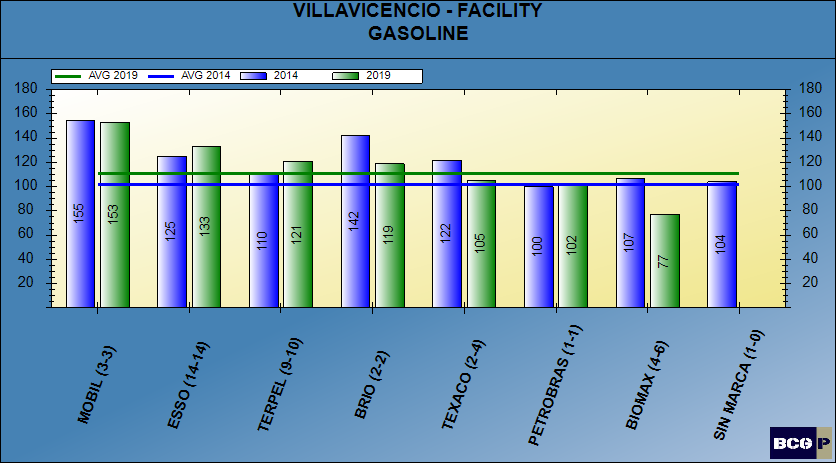 VILLAVICENCIO - FACILITY
GASOLINE
AVG 2019 AVG 2014 2014 2019
180 180
160 160
140 140
120 120
100 100
80 80
60 60
40 40
20 20
155 153 125 133 110 121 142 119 122 105 100 102 107 77 104
MOBIL (3-3)
ESSO (14-14)
TERPEL (9-10)
BRIO (2-2)
TEXACO (2-4)
PETROBRAS (1-1)
BIOMAX (4-6)
SIN MARCA (1-0)
BCO P